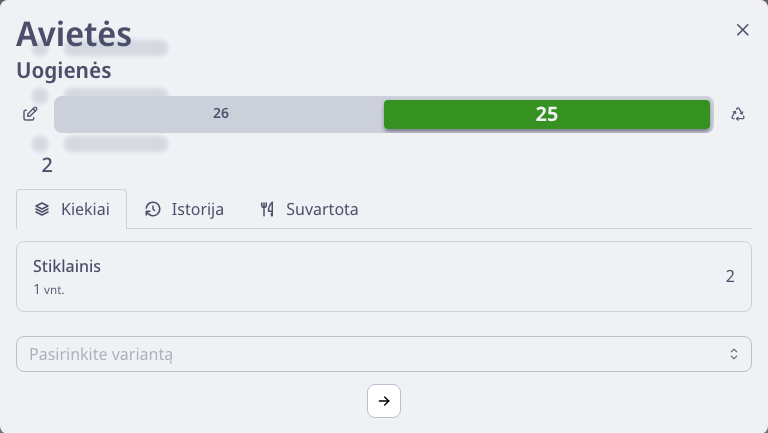 Avietės
Uogienės
26
25
2
Kiekiai
Istorija
Suvartota
Stiklainis
1 vnt.
2
Pasirinkite variantą